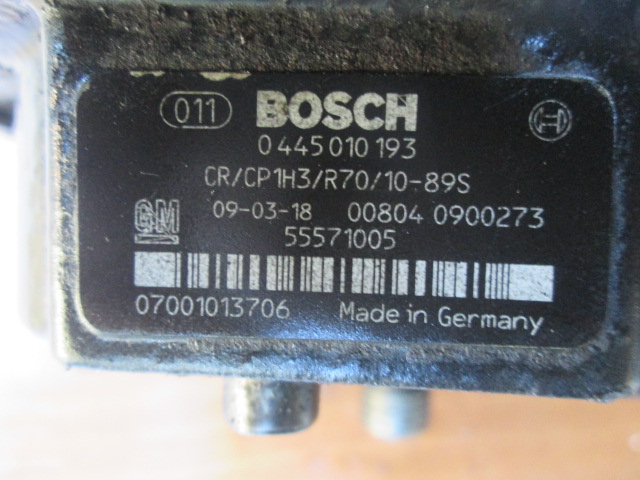 011 BOSCH
0 445 010 193
CR/CP1H3/R70/10-89S
GM 09-03-18 00804 0900273
55571005
07001013706 Made in Germany